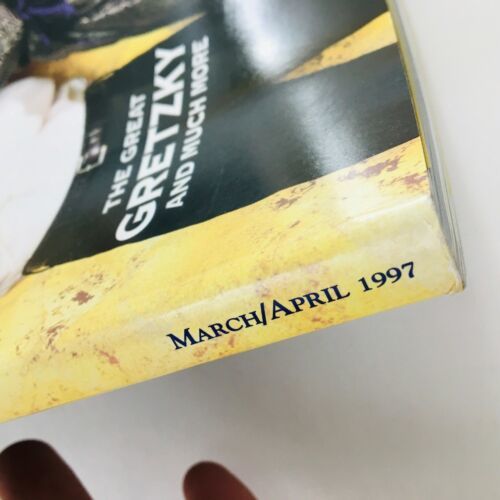 THE GREAT
GRETZKY
AND MUCH MORE
MARCH/APRIL 1997